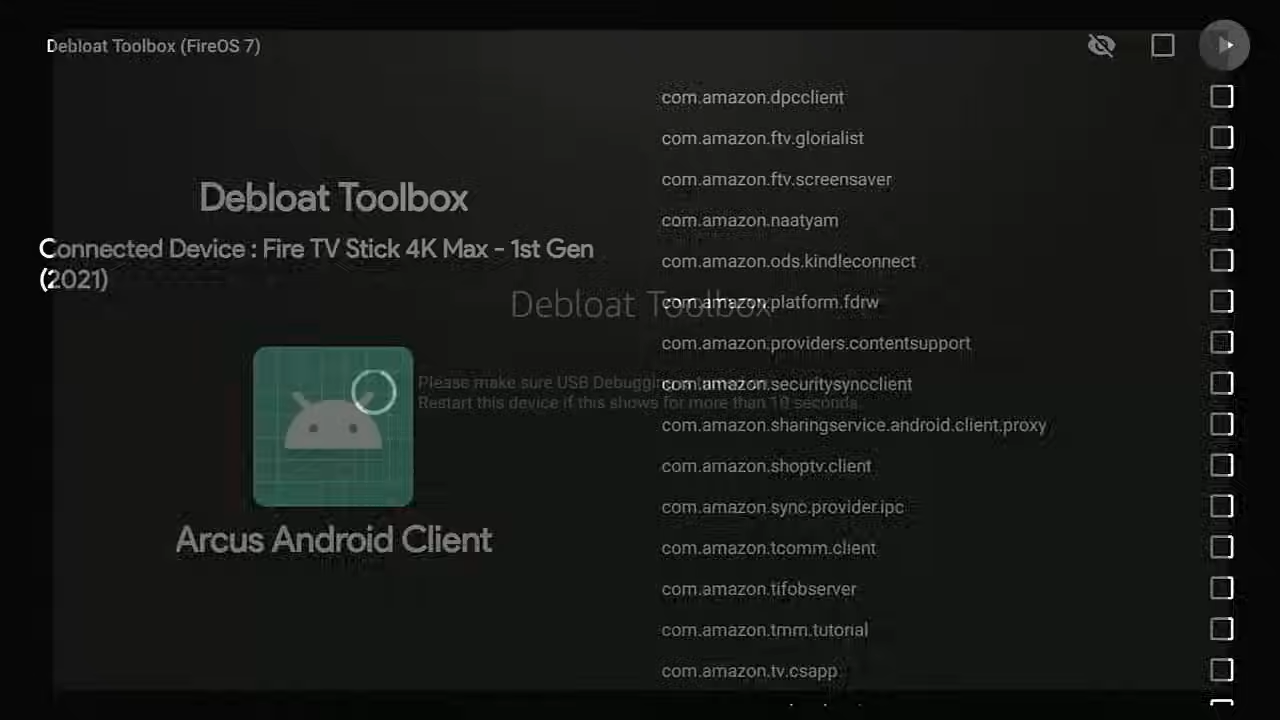 Debloat Toolbox (FireOS 7)
Debloat Toolbox
Connected Device : Fire TV Stick 4K Max - 1st Gen
(2021)
Arcus Android Client
Debloat Toolbox
Please make sure USB Debugging
Restart this device if this shows for more than 10 seconds.
com.amazon.dpcclient
com.amazon.ftv.glorialist
com.amazon.ftv.screensaver
com.amazon.naatyam
com.amazon.ods.kindleconnect
com.amazon.platform.fdrw
com.amazon.providers.contentsupport
com.amazon.securitysyncclient
com.amazon.sharingservice.android.client.proxy
com.amazon.shoptv.client
com.amazon.sync.provider.ipc
com.amazon.tcomm.client
com.amazon.tifobserver
com.amazon.tmm.tutorial
com.amazon.tv.csapp